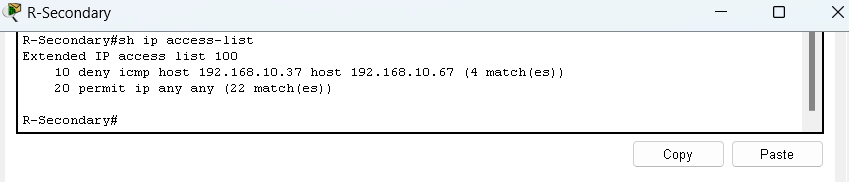 R-Secondary
R-Secondary#sh ip access-list
Extended IP access list 100
    10 deny icmp host 192.168.10.37 host 192.168.10.67 (4 match(es))
    20 permit ip any any (22 match(es))
R-Secondary#
Copy Paste